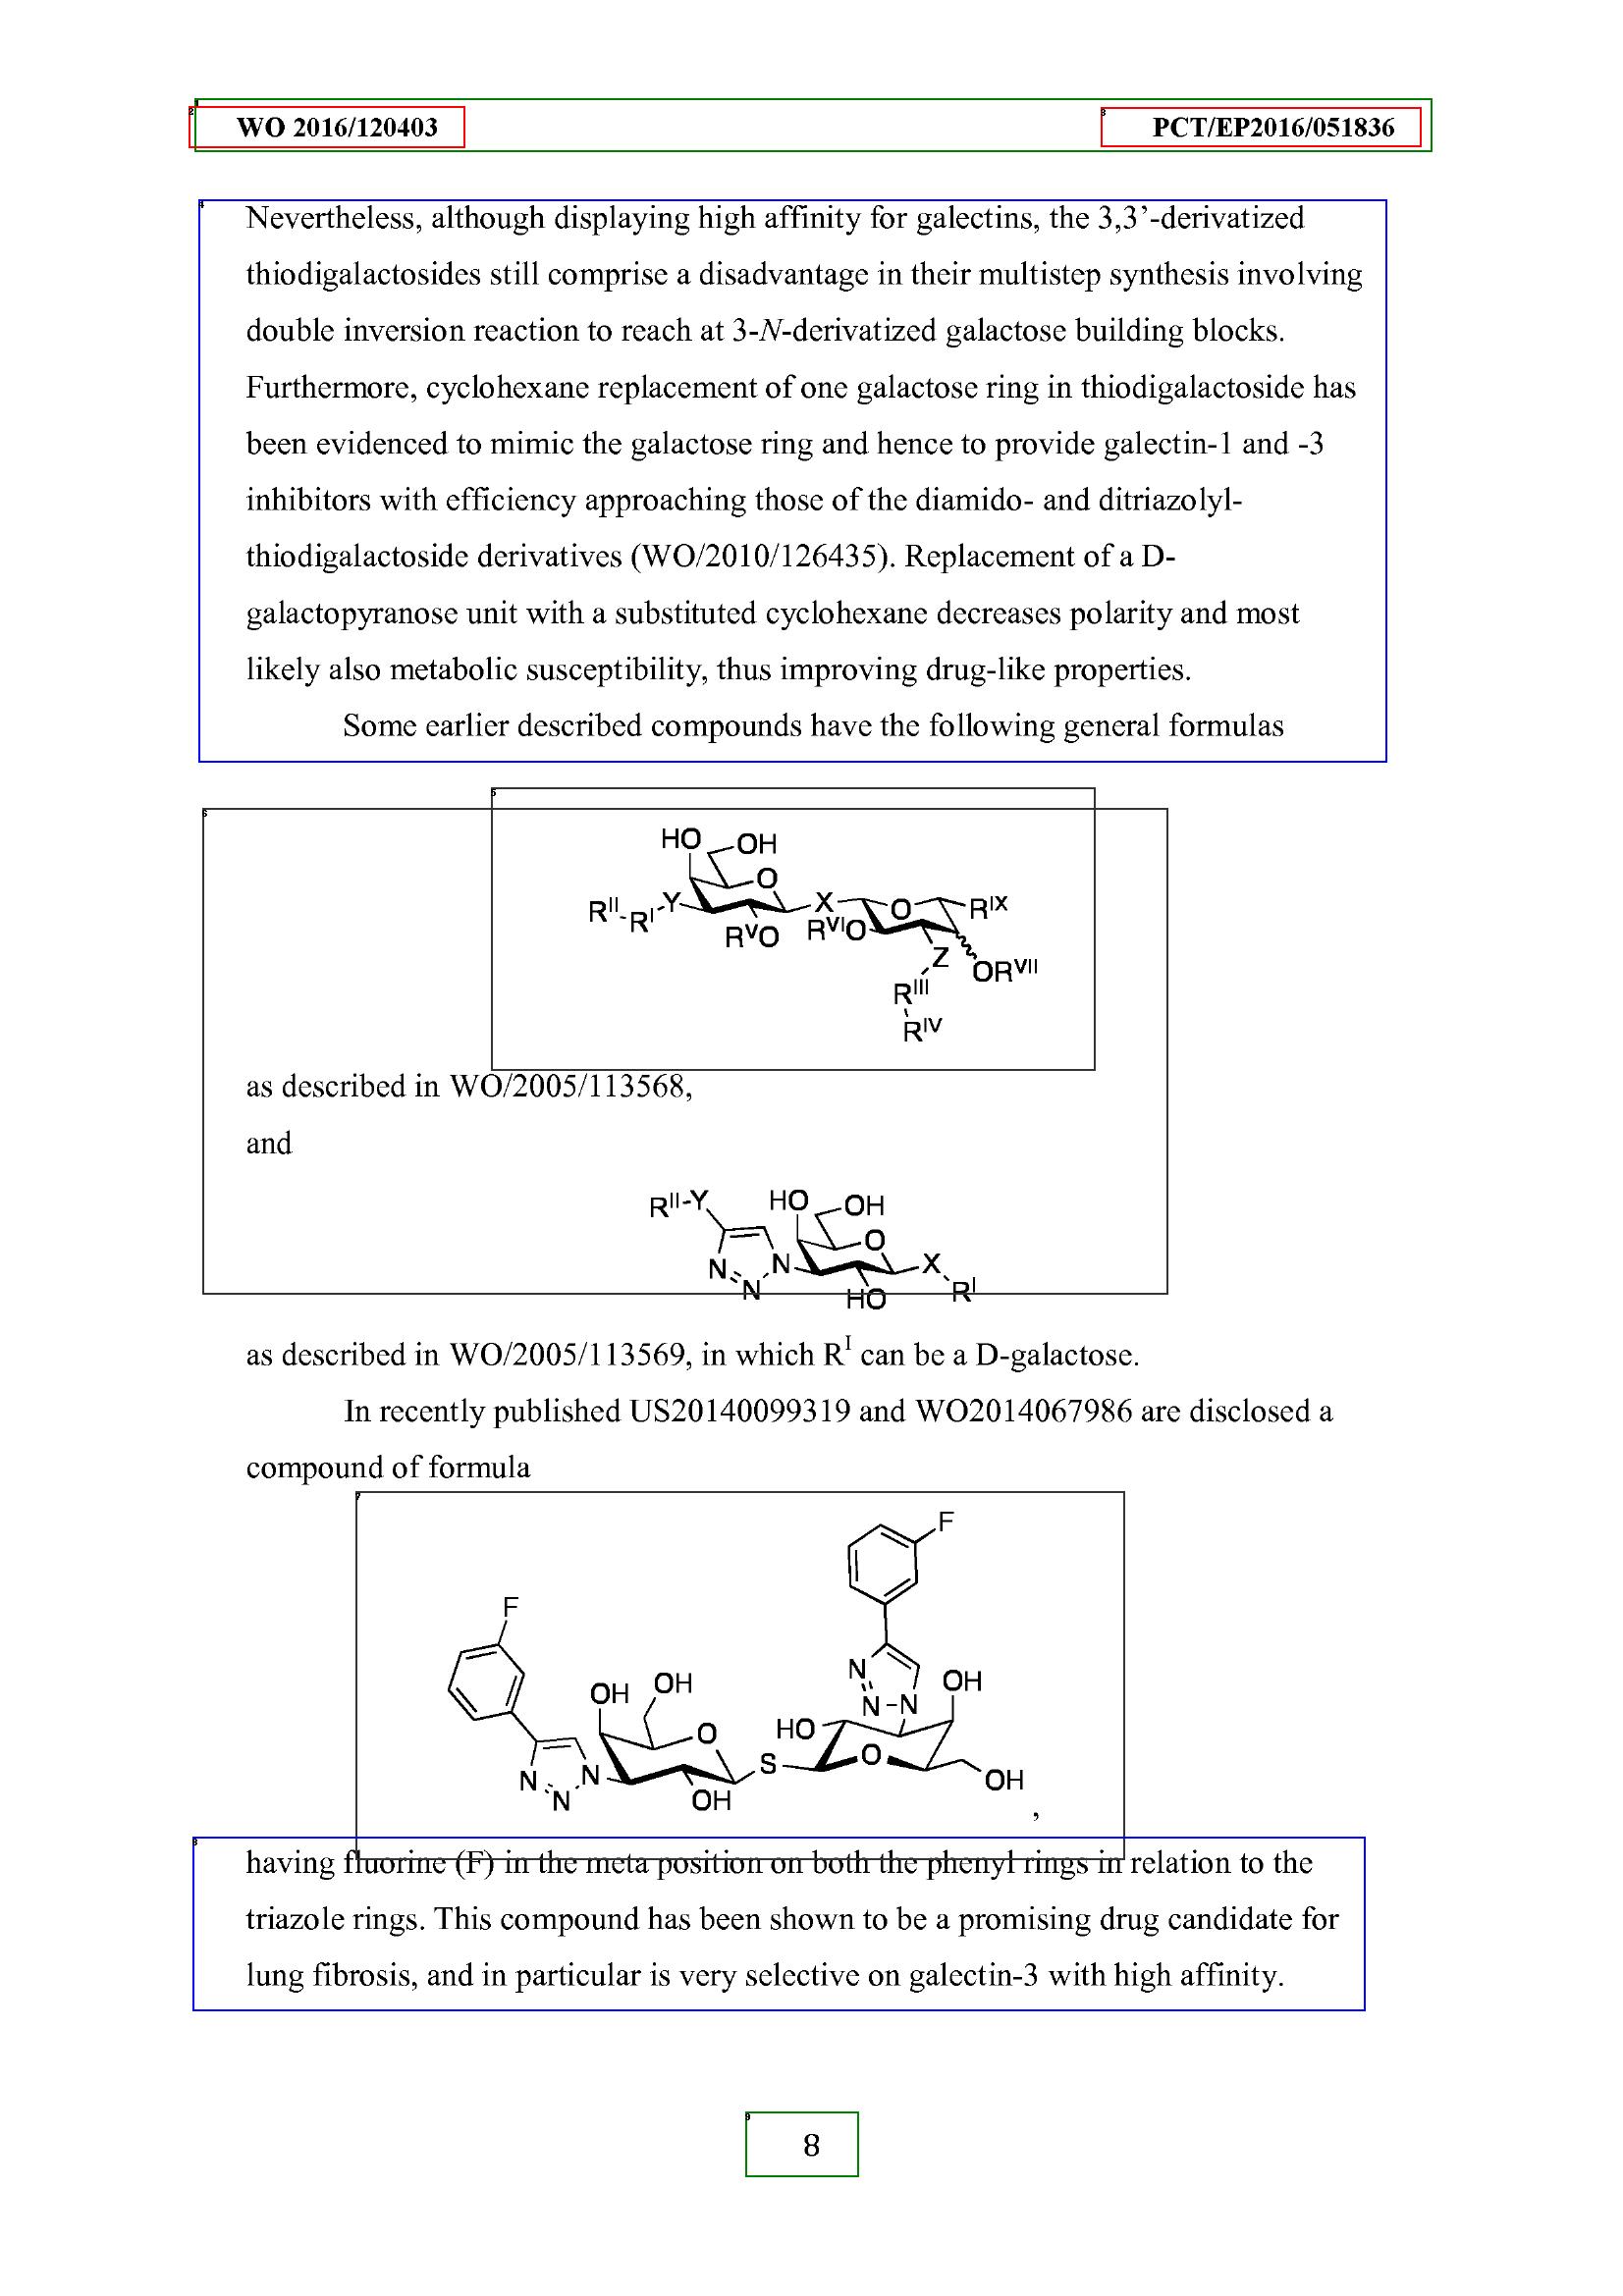 WO 2016/120403 PCT/EP2016/051836
Nevertheless, although displaying high affinity for galectins, the 3,3’-derivatized
thiodigalactosides still comprise a disadvantage in their multistep synthesis involving
double inversion reaction to reach at 3-N-derivatized galactose building blocks.
Furthermore, cyclohexane replacement of one galactose ring in thiodigalactoside has
been evidenced to mimic the galactose ring and hence to provide galectin-1 and -3
inhibitors with efficiency approaching those of the diamido- and ditriazolyl-
thiodigalactoside derivatives (WO/2010/126435). Replacement of a D-
galactopyranose unit with a substituted cyclohexane decreases polarity and most
likely also metabolic susceptibility, thus improving drug-like properties.
Some earlier described compounds have the following general formulas
HO OH
O
R^II R^I Y X O R^IX
R^VO R^VIO
Z OR^VII
R^III
R^IV
as described in WO/2005/113568,
and
R^II-Y HO OH
O
N N X
N HO R^I
as described in WO/2005/113569, in which R^I can be a D-galactose.
In recently published US20140099319 and WO2014067986 are disclosed a
compound of formula
F
F
N
OH OH N-N OH
O HO
N N S O OH
N OH ,
having fluorine (F) in the meta position on both the phenyl rings in relation to the
triazole rings. This compound has been shown to be a promising drug candidate for
lung fibrosis, and in particular is very selective on galectin-3 with high affinity.
8